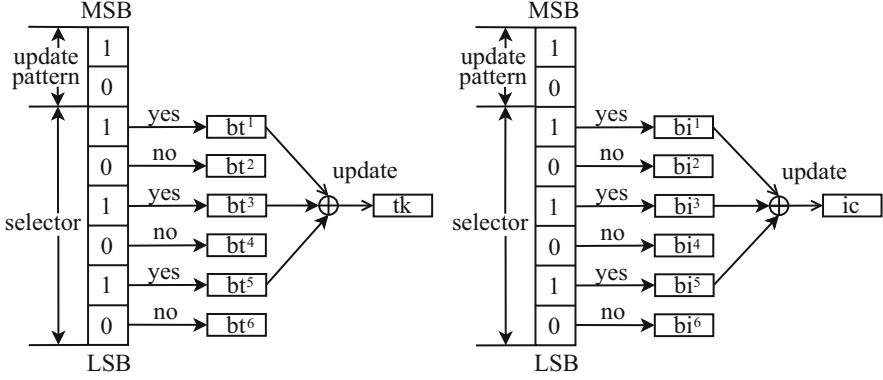 MSB
update
pattern
selector
1
0
1
0
1
0
1
0
yes
no
yes
no
yes
no
bt1
bt2
bt3
bt4
bt5
bt6
update
tk
LSB
MSB
update
pattern
selector
1
0
1
0
1
0
1
0
yes
no
yes
no
yes
no
bi1
bi2
bi3
bi4
bi5
bi6
update
ic
LSB